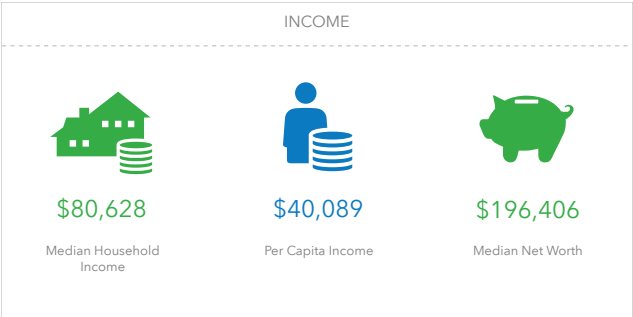 INCOME
$80,628
$40,089
$196,406
Median Household
Income
Per Capita Income
Median Net Worth